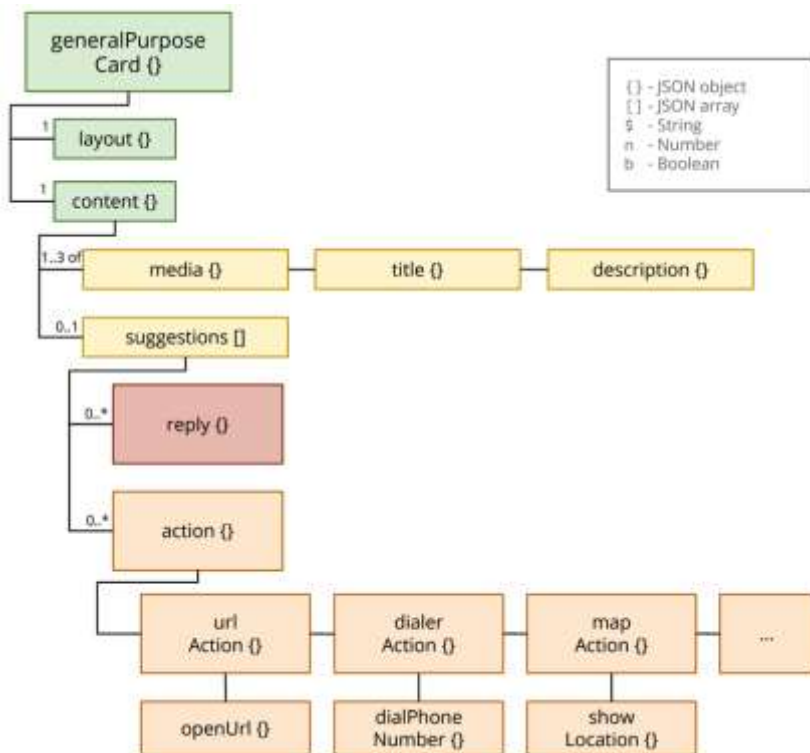 generalPurpose
Card {}
{} - JSON object
[] - JSON array
$ - String
n - Number
b - Boolean
1
layout {}
1
content {}
1..3 of
media {}
title {}
description {}
0..1
suggestions []
0..*
reply {}
0..*
action {}
url
Action {}
dialer
Action {}
map
Action {}
...
openUrl {}
dialPhone
Number {}
show
Location {}